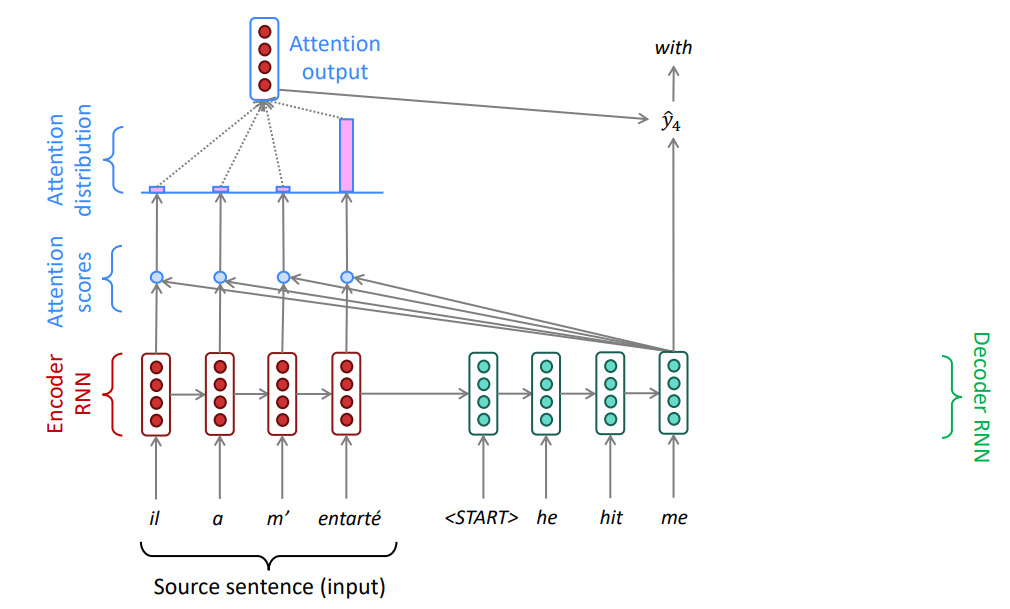 Attention
output
with
ŷ4
Attention
distribution
Attention
scores
Encoder
RNN
Decoder RNN
il a m’ entarté <START> he hit me
Source sentence (input)